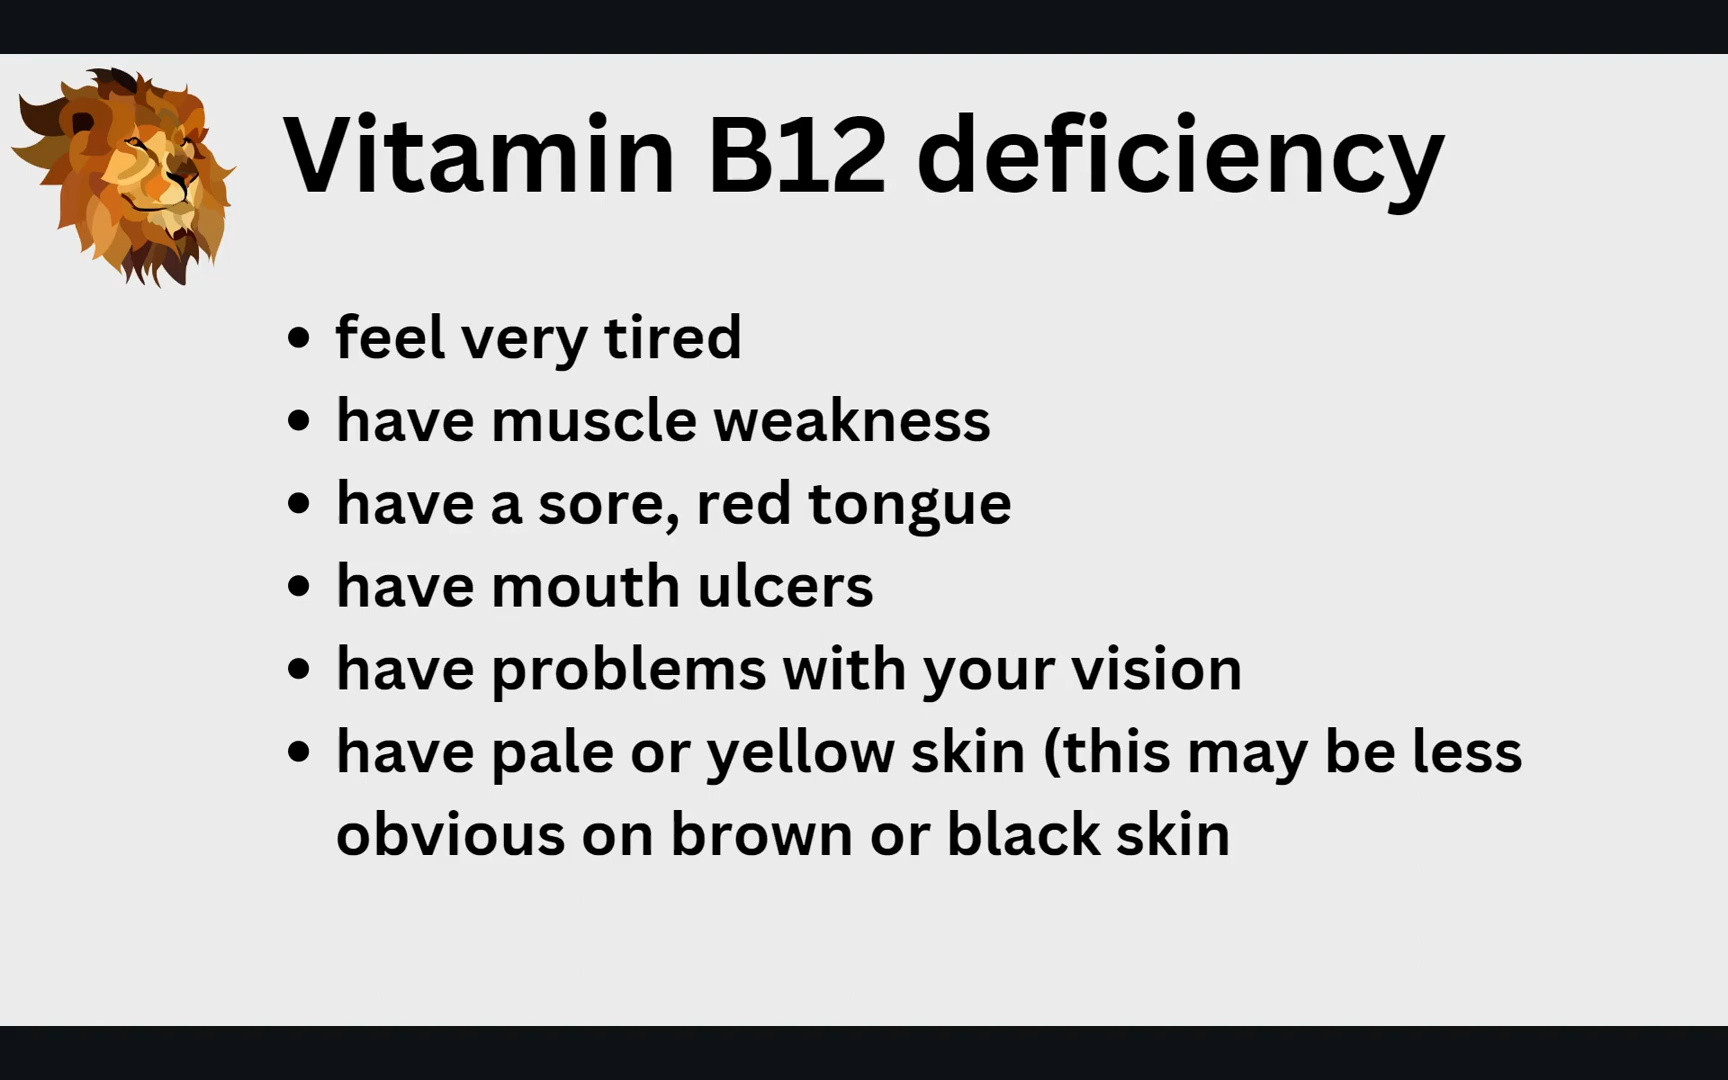 Vitamin B12 deficiency
• feel very tired
• have muscle weakness
• have a sore, red tongue
• have mouth ulcers
• have problems with your vision
• have pale or yellow skin (this may be less
obvious on brown or black skin